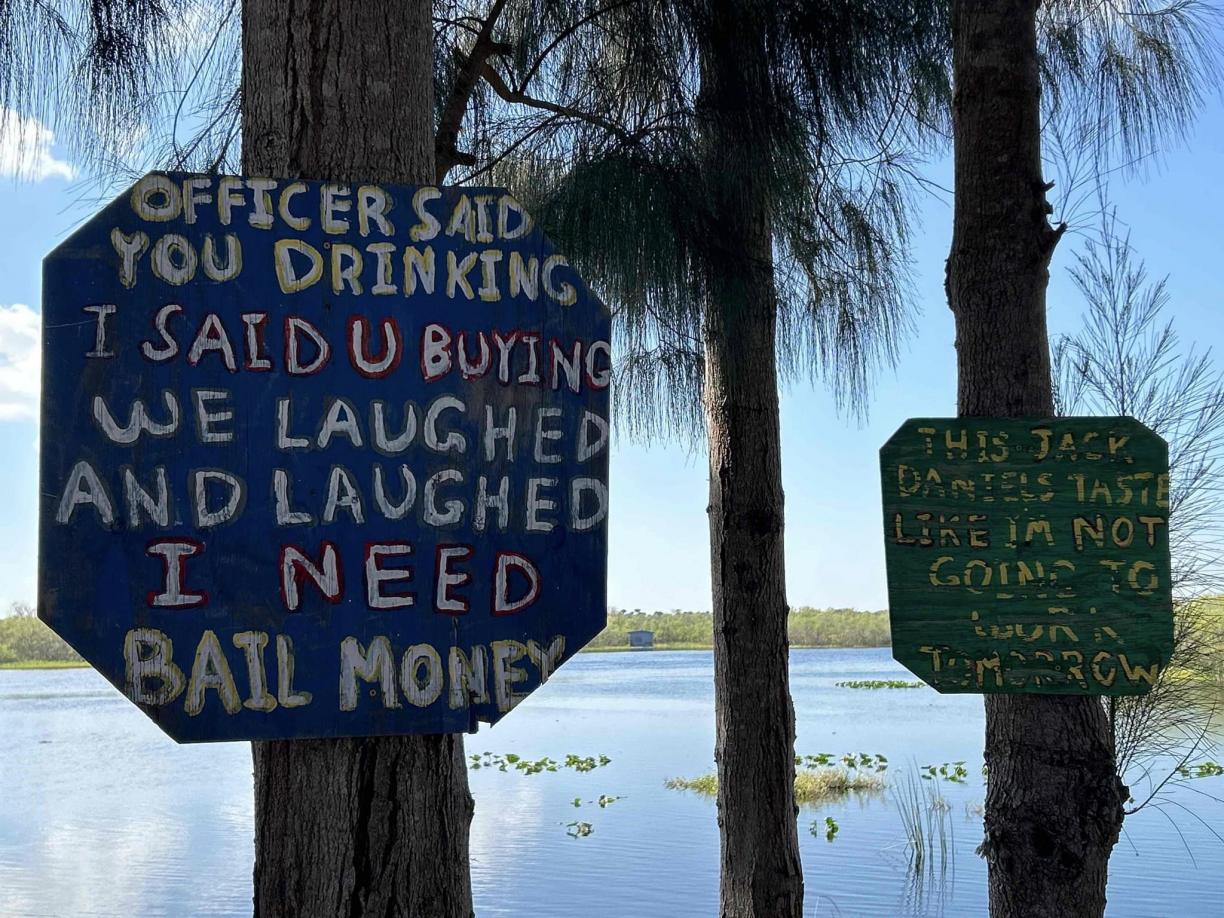 OFFICER SAID
YOU DRINKING
I SAID U BUYING
WE LAUGHED
AND LAUGHED
I NEED
BAIL MONEY
THIS JACK
DANIELS TASTE
LIKE IM NOT
GOING TO
WORK
TOMORROW